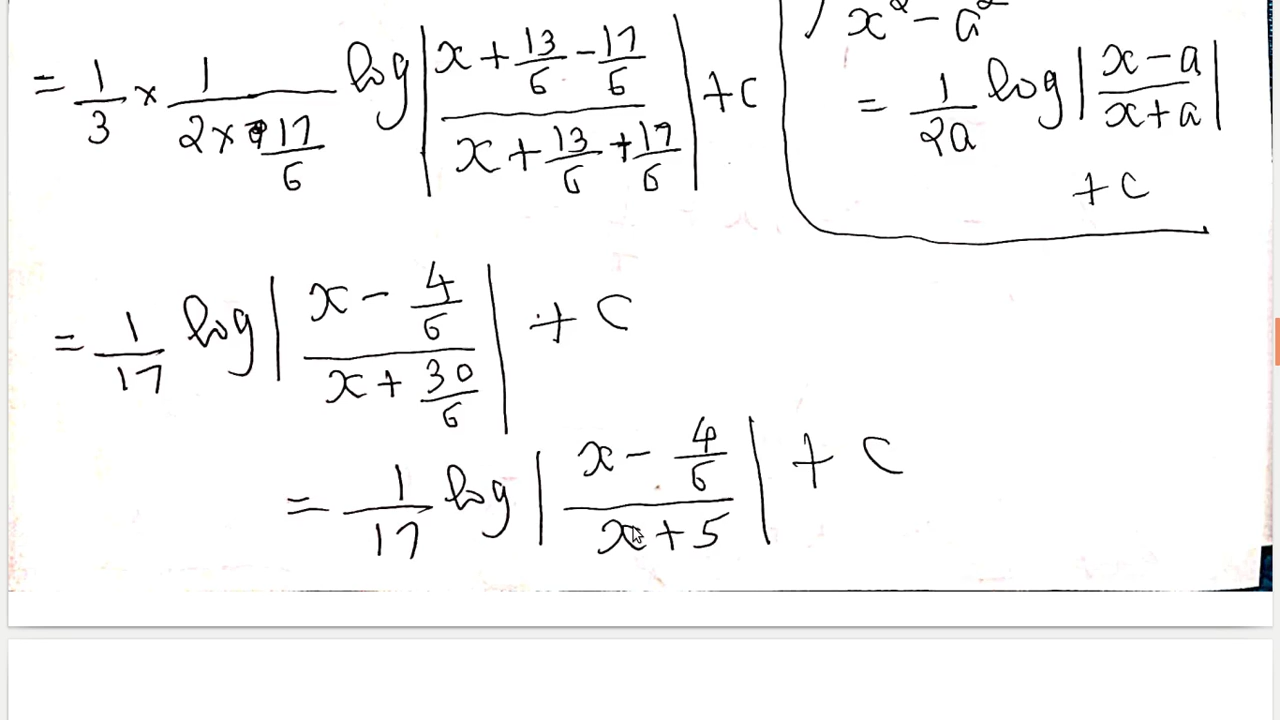 = 1/3 × 1/(2×17/6) log |(x + 13/6 − 17/6)/(x + 13/6 + 17/6)| + c
x² − a²
= 1/2a log |(x − a)/(x + a)|
+ c
= 1/17 log |(x − 4/6)/(x + 30/6)| + c
= 1/17 log |(x − 4/6)/(x + 5)| + c